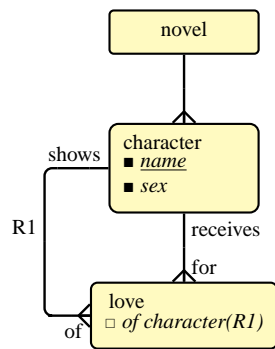 novel
character
■ name
■ sex
shows
R1
receives
for
love
□ of character(R1)
of